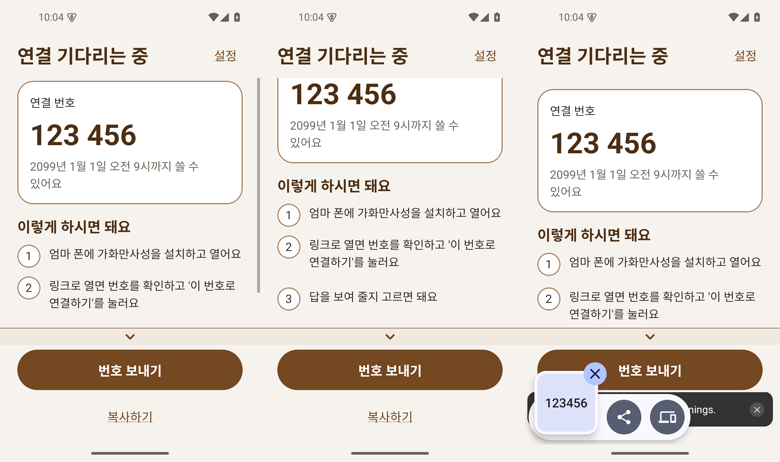 10:04
연결 기다리는 중
설정
연결 번호
123 456
2099년 1월 1일 오전 9시까지 쓸 수
있어요
이렇게 하시면 돼요
1 엄마 폰에 가화만사성을 설치하고 열어요
2 링크로 열면 번호를 확인하고 '이 번호로
연결하기'를 눌러요
번호 보내기
복사하기
10:04
연결 기다리는 중
설정
123 456
2099년 1월 1일 오전 9시까지 쓸 수
있어요
이렇게 하시면 돼요
1 엄마 폰에 가화만사성을 설치하고 열어요
2 링크로 열면 번호를 확인하고 '이 번호로
연결하기'를 눌러요
3 답을 보여 줄지 고르면 돼요
번호 보내기
복사하기
10:04
연결 기다리는 중
설정
연결 번호
123 456
2099년 1월 1일 오전 9시까지 쓸 수
있어요
이렇게 하시면 돼요
1 엄마 폰에 가화만사성을 설치하고 열어요
2 링크로 열면 번호를 확인하고 '이 번호로
연결하기'를 눌러요
번호 보내기
123456